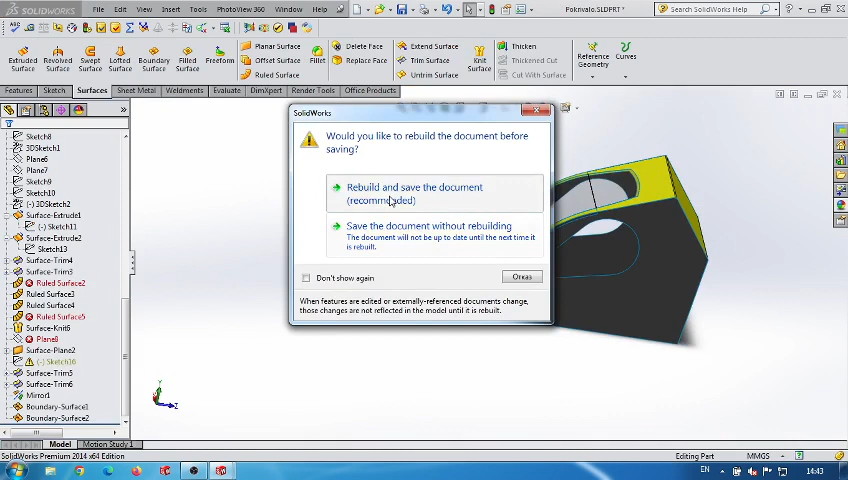 SOLIDWORKS
File Edit View Insert Tools PhotoView 360 Window Help
Poknvalo.SLDPRT *
Search SolidWorks Help
Extruded Surface
Revolved Surface
Swept Surface
Lofted Surface
Boundary Surface
Filled Surface
Freeform
Planar Surface
Offset Surface
Ruled Surface
Fillet
Delete Face
Replace Face
Extend Surface
Trim Surface
Untrim Surface
Knit Surface
Thicken
Thickened Cut
Cut With Surface
Reference Geometry
Curves
Features Sketch Surfaces Sheet Metal Weldments Evaluate DimXpert Render Tools Office Products
Sketch8
3DSketch1
Plane6
Plane7
Sketch9
Sketch10
(-) 3DSketch2
Surface-Extrude1
(-) Sketch11
Surface-Extrude2
Sketch13
Surface-Trim4
Surface-Trim3
Ruled Surface2
Ruled Surface3
Ruled Surface4
Ruled Surface5
Surface-Knit6
Plane8
Surface-Plane2
(-) Sketch16
Surface-Trim5
Surface-Trim6
Mirror1
Boundary-Surface1
Boundary-Surface2
SolidWorks
Would you like to rebuild the document before
saving?
Rebuild and save the document
(recommended)
Save the document without rebuilding
The document will not be up to date until the next time it
is rebuilt.
Don't show again
Отказ
When features are edited or externally-referenced documents change,
those changes are not reflected in the model until it is rebuilt.
Y
Z
Model Motion Study 1
SolidWorks Premium 2014 x64 Edition
Editing Part
MMGS
EN
14:43